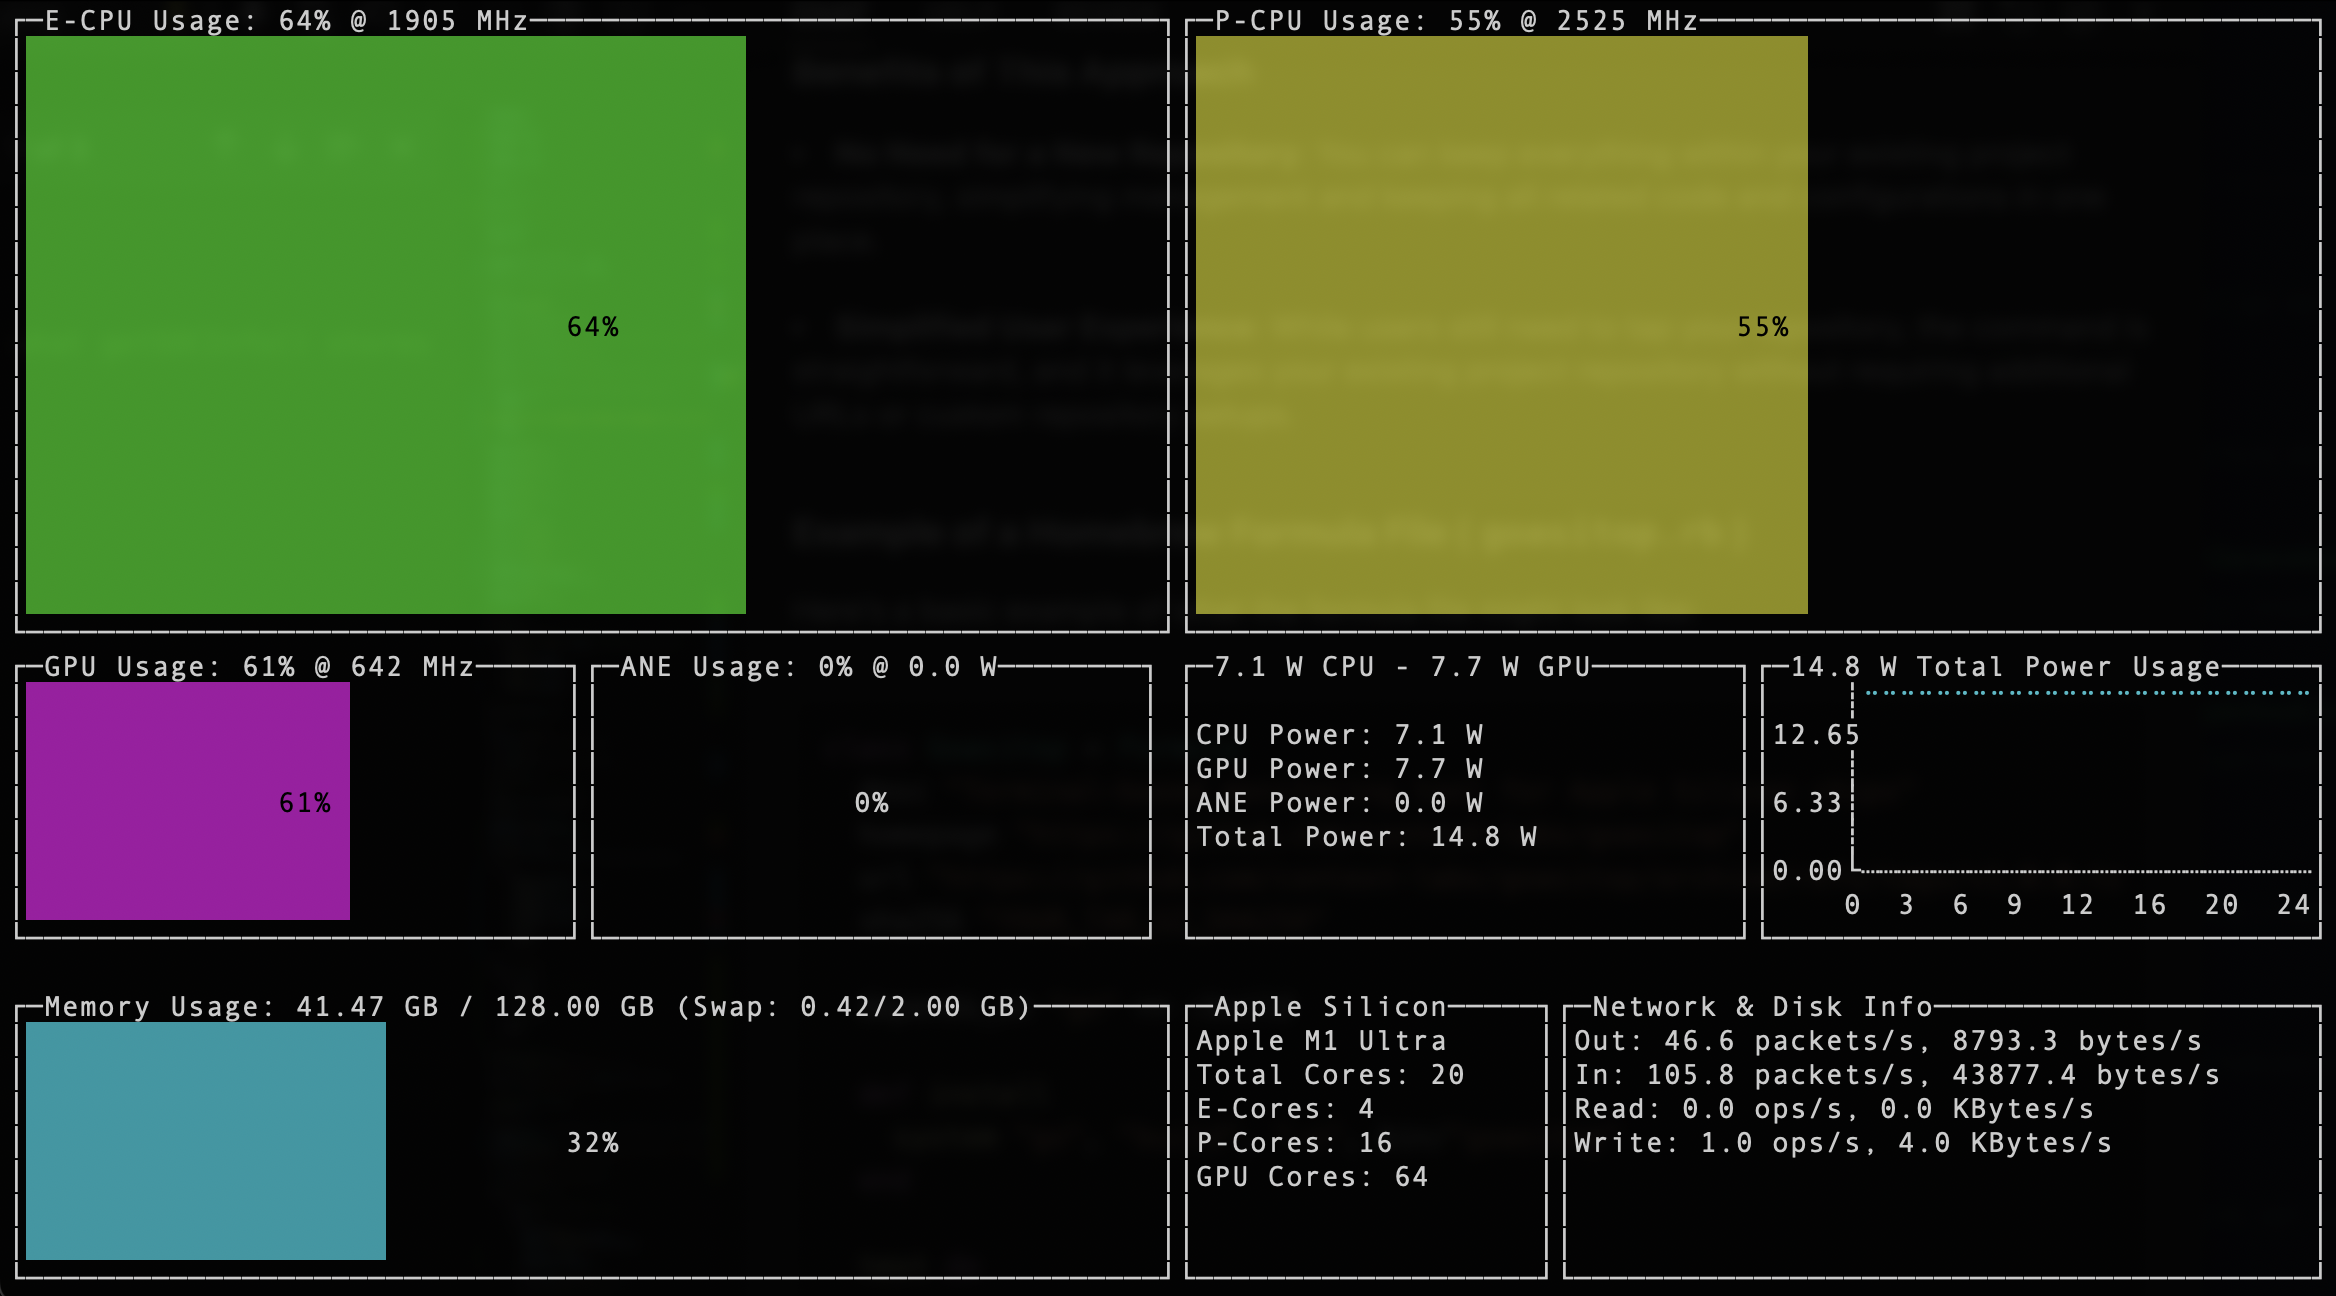 E-CPU Usage: 64% @ 1905 MHz
64%
P-CPU Usage: 55% @ 2525 MHz
55%
GPU Usage: 61% @ 642 MHz
61%
ANE Usage: 0% @ 0.0 W
0%
7.1 W CPU - 7.7 W GPU
CPU Power: 7.1 W
GPU Power: 7.7 W
ANE Power: 0.0 W
Total Power: 14.8 W
14.8 W Total Power Usage
12.65
6.33
0.00
0 3 6 9 12 16 20 24
Memory Usage: 41.47 GB / 128.00 GB (Swap: 0.42/2.00 GB)
32%
Apple Silicon
Apple M1 Ultra
Total Cores: 20
E-Cores: 4
P-Cores: 16
GPU Cores: 64
Network & Disk Info
Out: 46.6 packets/s, 8793.3 bytes/s
In: 105.8 packets/s, 43877.4 bytes/s
Read: 0.0 ops/s, 0.0 KBytes/s
Write: 1.0 ops/s, 4.0 KBytes/s